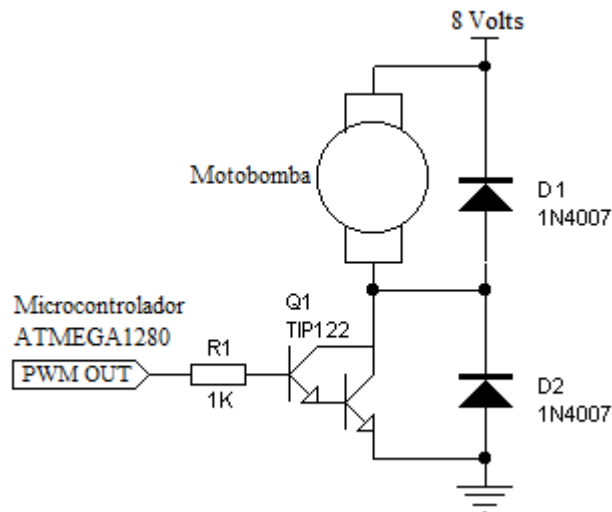 8 Volts
Motobomba
D1
1N4007
Microcontrolador
ATMEGA1280
PWM OUT
R1
1K
Q1
TIP122
D2
1N4007